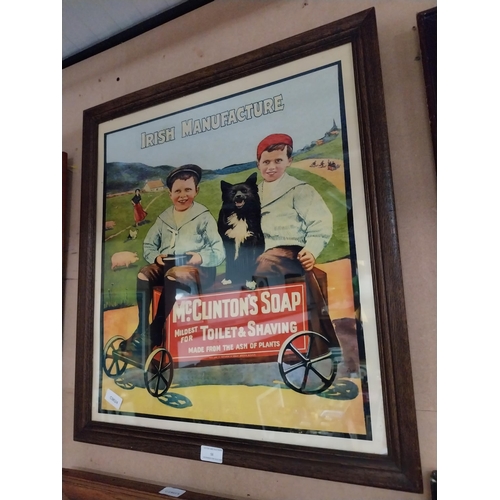 IRISH MANUFACTURE
McCLINTON'S SOAP
MILDEST FOR TOILET & SHAVING
MADE FROM THE ASH OF PLANTS